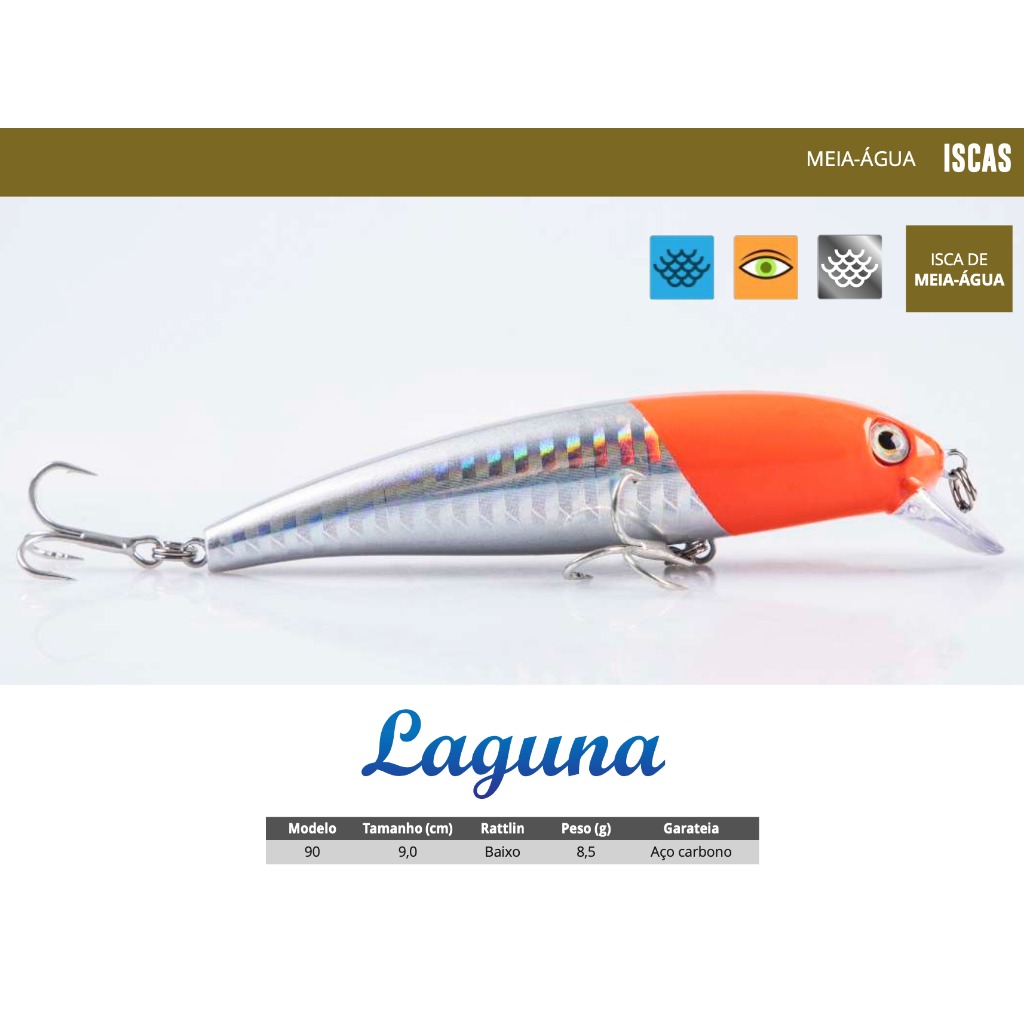 MEIA-ÁGUA ISCAS
ISCA DE
MEIA-ÁGUA
Laguna
Modelo Tamanho (cm) Rattlin Peso (g) Garateia
90 9,0 Baixo 8,5 Aço carbono